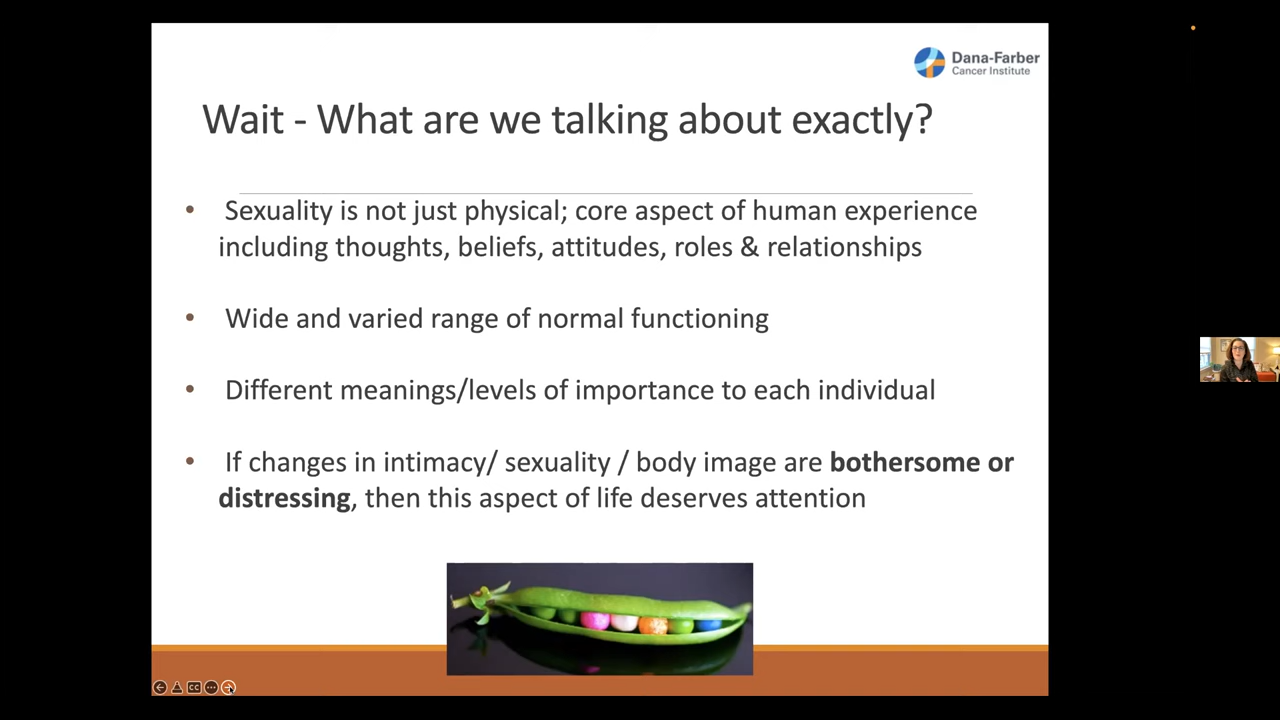 Dana-Farber
Cancer Institute
Wait - What are we talking about exactly?
• Sexuality is not just physical; core aspect of human experience
including thoughts, beliefs, attitudes, roles & relationships
• Wide and varied range of normal functioning
• Different meanings/levels of importance to each individual
• If changes in intimacy/ sexuality / body image are bothersome or
distressing, then this aspect of life deserves attention
CC